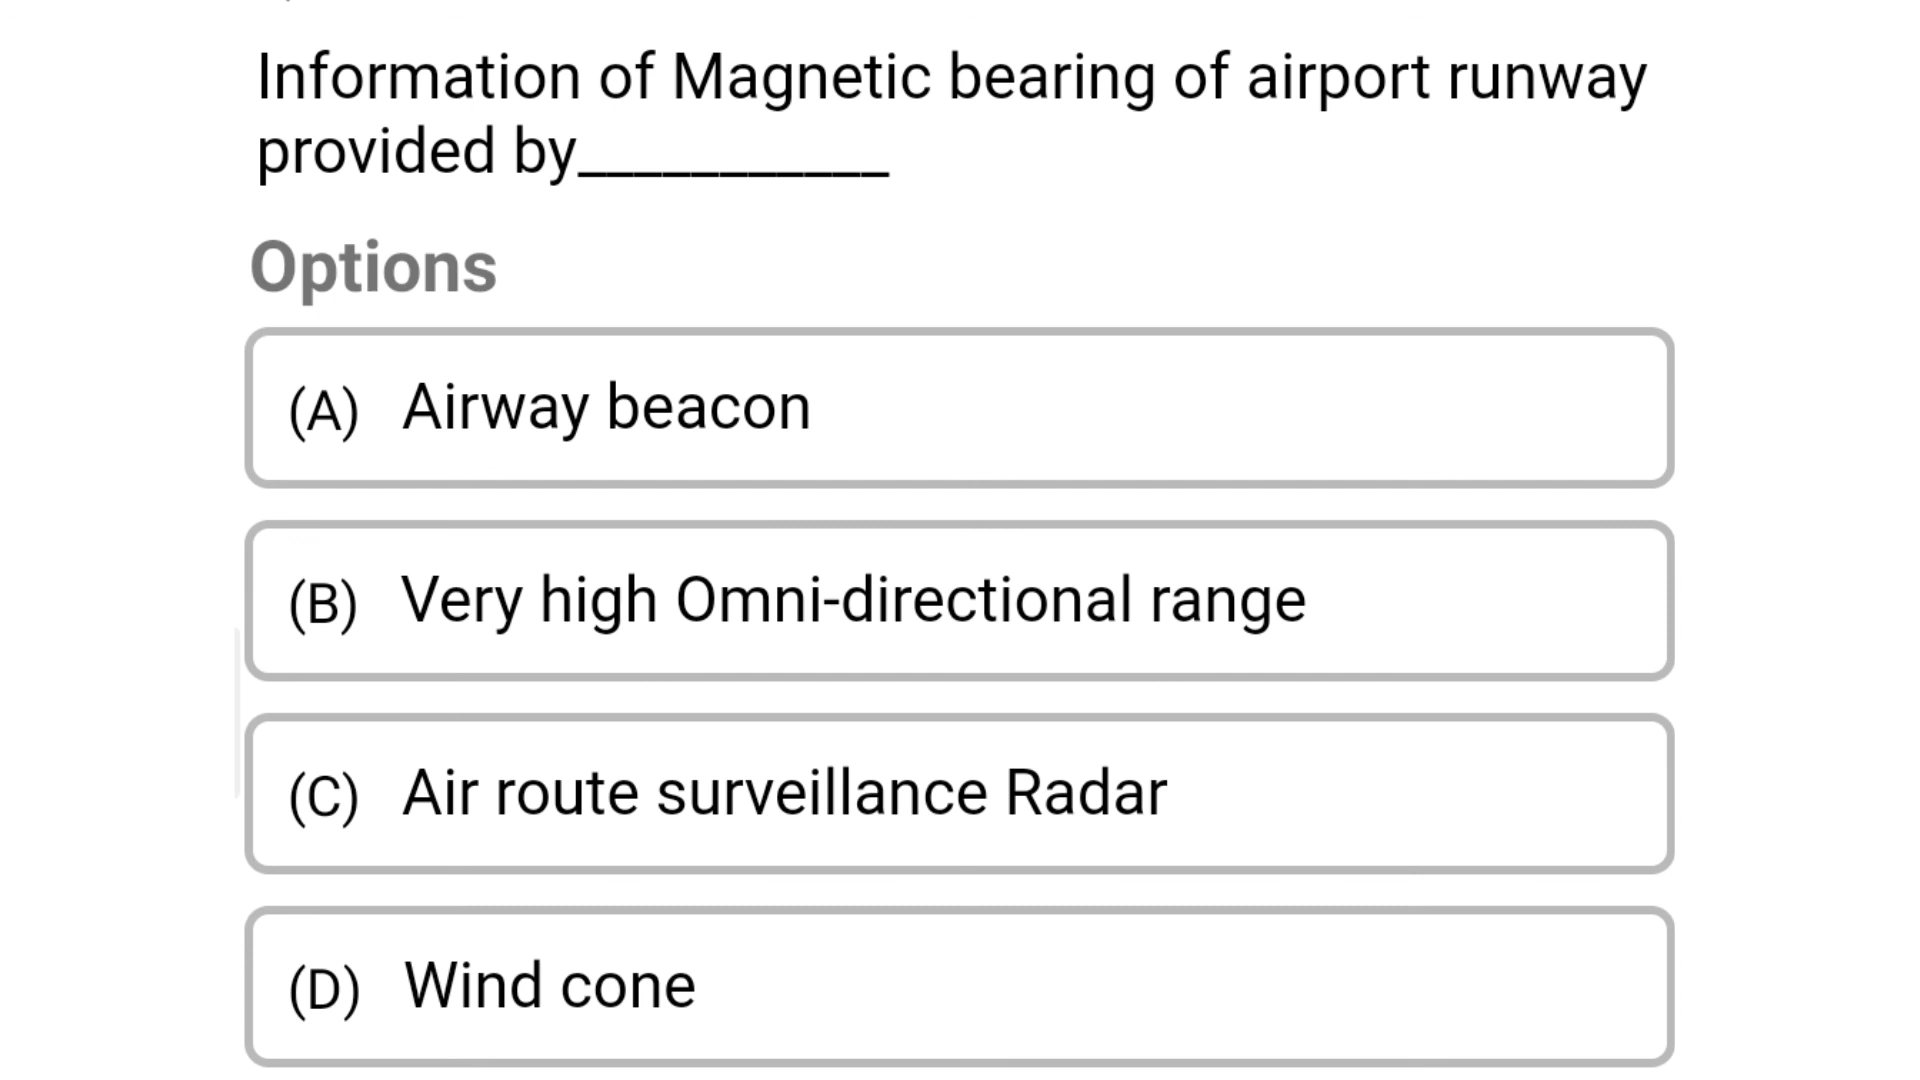 Information of Magnetic bearing of airport runway
provided by___________
Options
(A) Airway beacon
(B) Very high Omni-directional range
(C) Air route surveillance Radar
(D) Wind cone